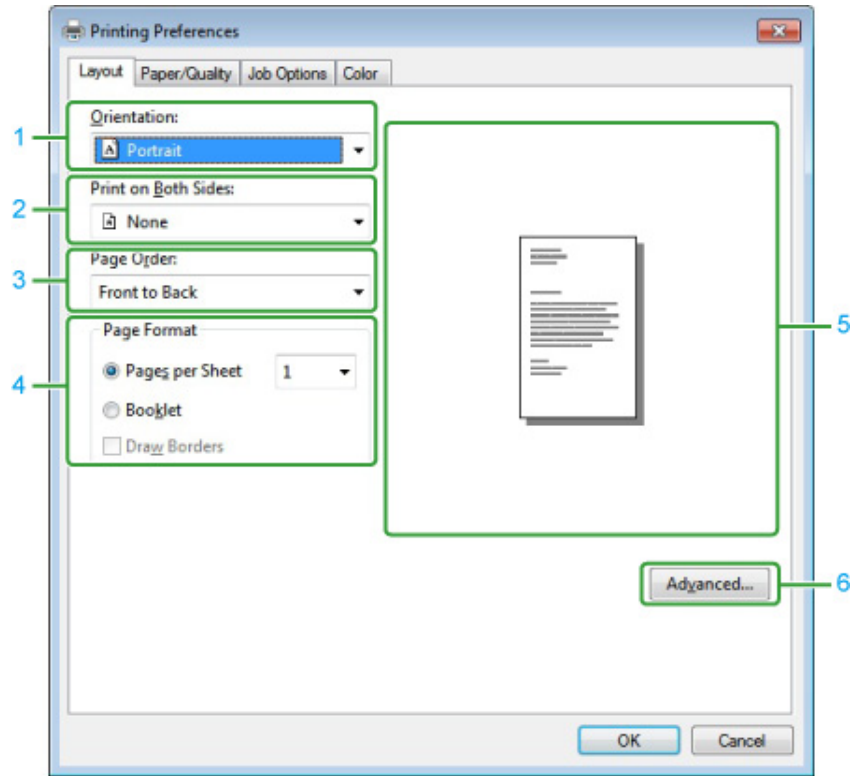 Printing Preferences
Layout Paper/Quality Job Options Color
Orientation:
1
Portrait
Print on Both Sides:
2
None
Page Order:
3
Front to Back
Page Format
4
Pages per Sheet 1
Booklet
Draw Borders
5
Advanced...
6
OK Cancel